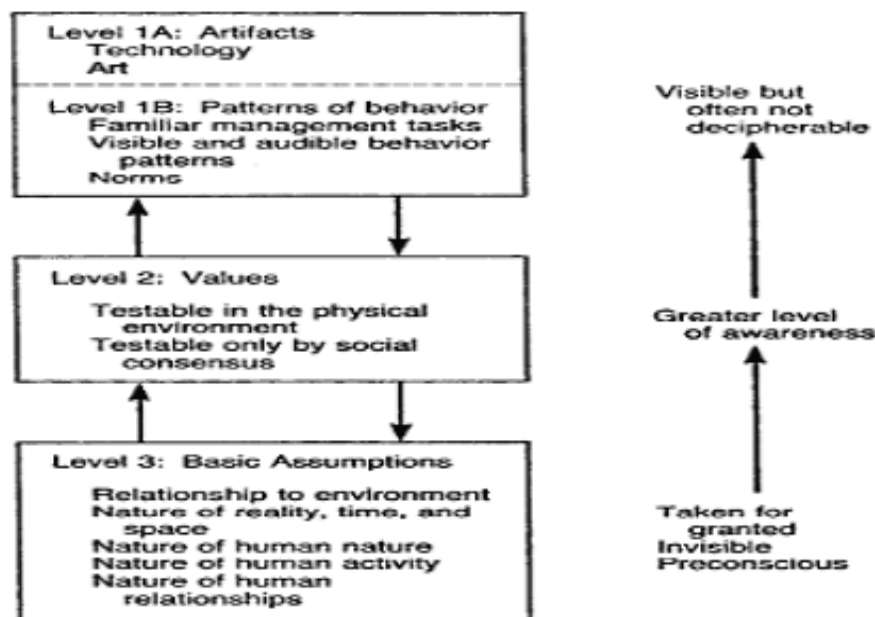 Level 1A: Artifacts
Technology
Art
Level 1B: Patterns of behavior
Familiar management tasks
Visible and audible behavior
patterns
Norms
Level 2: Values
Testable in the physical
environment
Testable only by social
consensus
Level 3: Basic Assumptions
Relationship to environment
Nature of reality, time, and
space
Nature of human nature
Nature of human activity
Nature of human
relationships
Visible but
often not
decipherable
Greater level
of awareness
Taken for
granted
Invisible
Preconscious